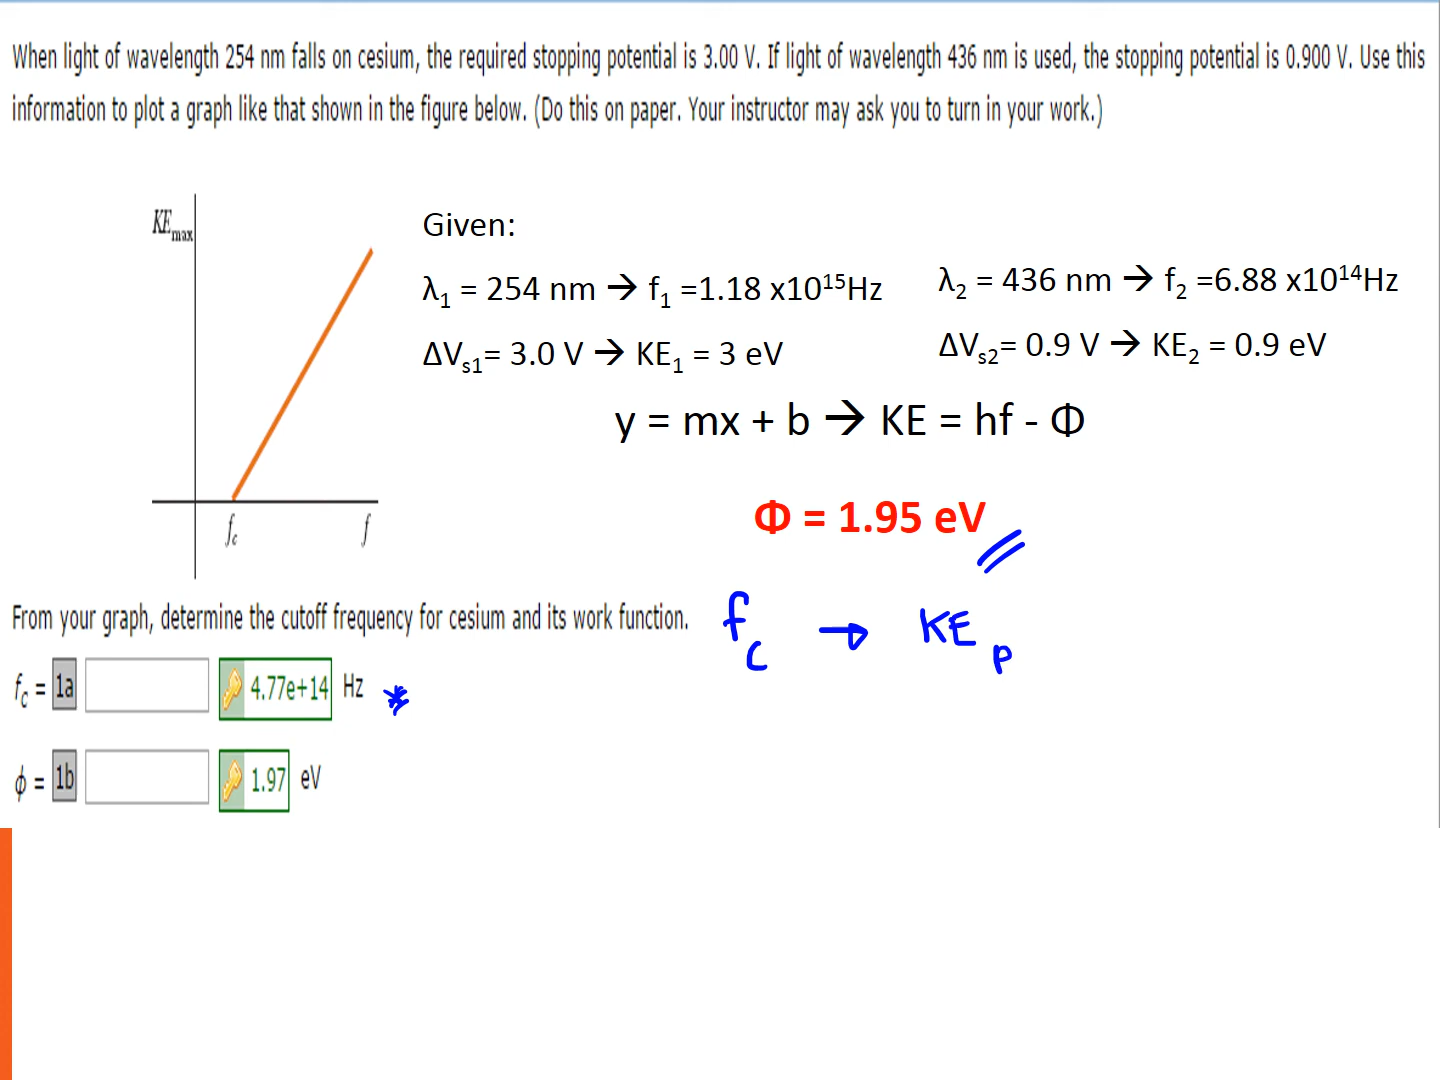 When light of wavelength 254 nm falls on cesium, the required stopping potential is 3.00 V. If light of wavelength 436 nm is used, the stopping potential is 0.900 V. Use this
information to plot a graph like that shown in the figure below. (Do this on paper. Your instructor may ask you to turn in your work.)
KEmax
Given:
λ₁ = 254 nm → f₁ =1.18 x10¹⁵Hz
λ₂ = 436 nm → f₂ =6.88 x10¹⁴Hz
ΔVs1= 3.0 V → KE₁ = 3 eV
ΔVs2= 0.9 V → KE₂ = 0.9 eV
y = mx + b → KE = hf - Φ
Φ = 1.95 eV
fc f
From your graph, determine the cutoff frequency for cesium and its work function.
fc → KE p
fc = 1a 4.77e+14 Hz *
ϕ = 1b 1.97 eV